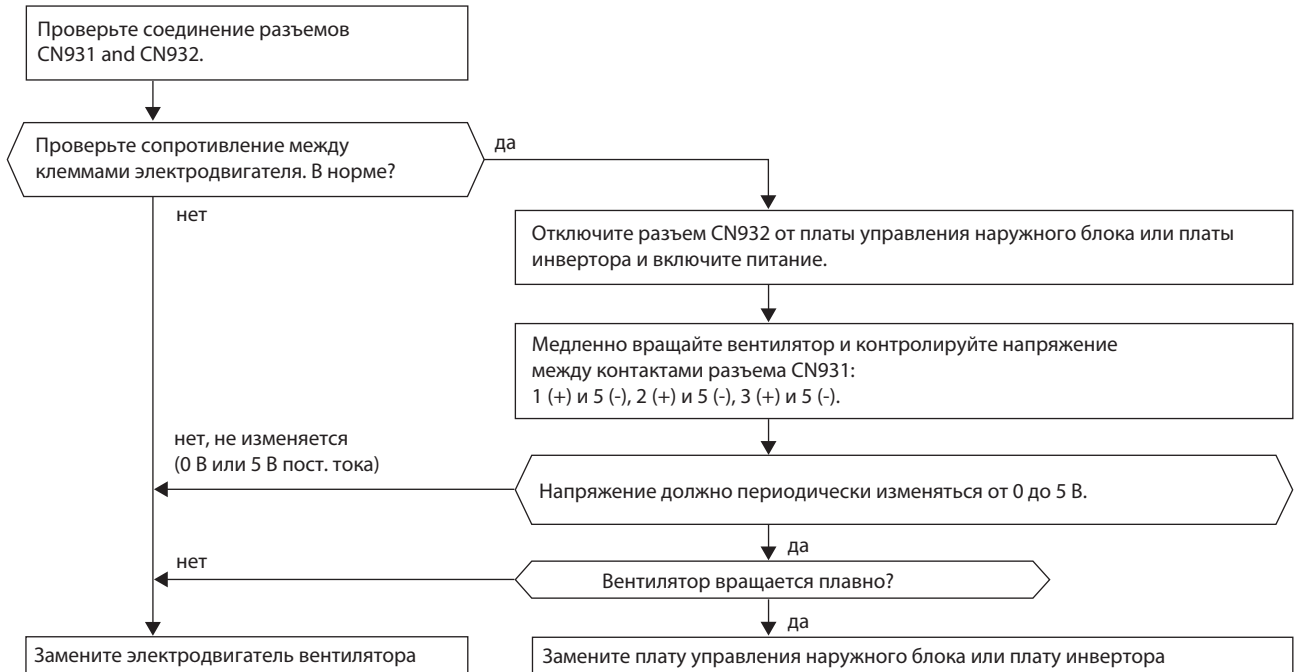 Проверьте соединение разъемов
CN931 and CN932.
Проверьте сопротивление между
клеммами электродвигателя. В норме?
да
нет
Отключите разъем CN932 от платы управления наружного блока или платы
инвертора и включите питание.
Медленно вращайте вентилятор и контролируйте напряжение
между контактами разъема CN931:
1 (+) и 5 (-), 2 (+) и 5 (-), 3 (+) и 5 (-).
нет, не изменяется
(0 В или 5 В пост. тока)
Напряжение должно периодически изменяться от 0 до 5 В.
да
нет
Вентилятор вращается плавно?
да
Замените электродвигатель вентилятора
Замените плату управления наружного блока или плату инвертора